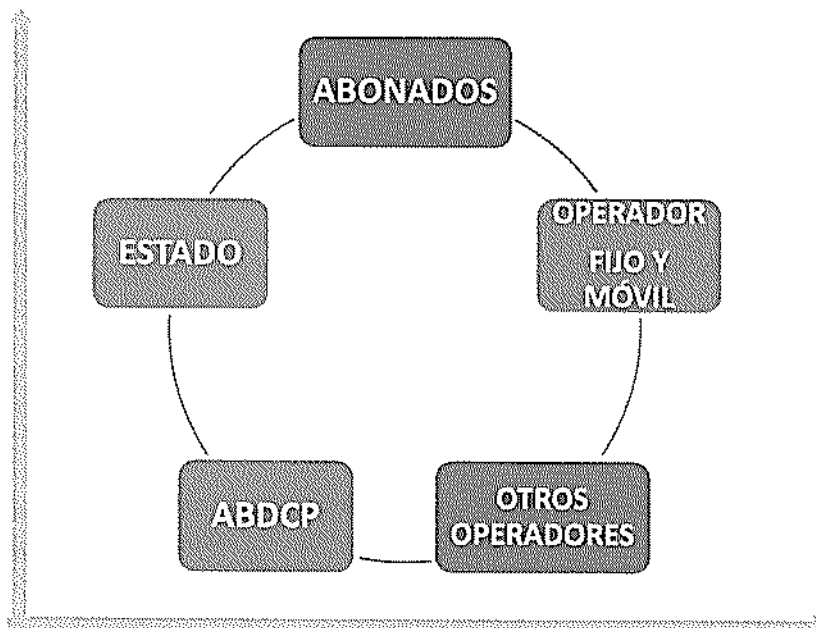 ABONADOS
ESTADO
OPERADOR
FIJO Y
MÓVIL
ABDCP
OTROS
OPERADORES